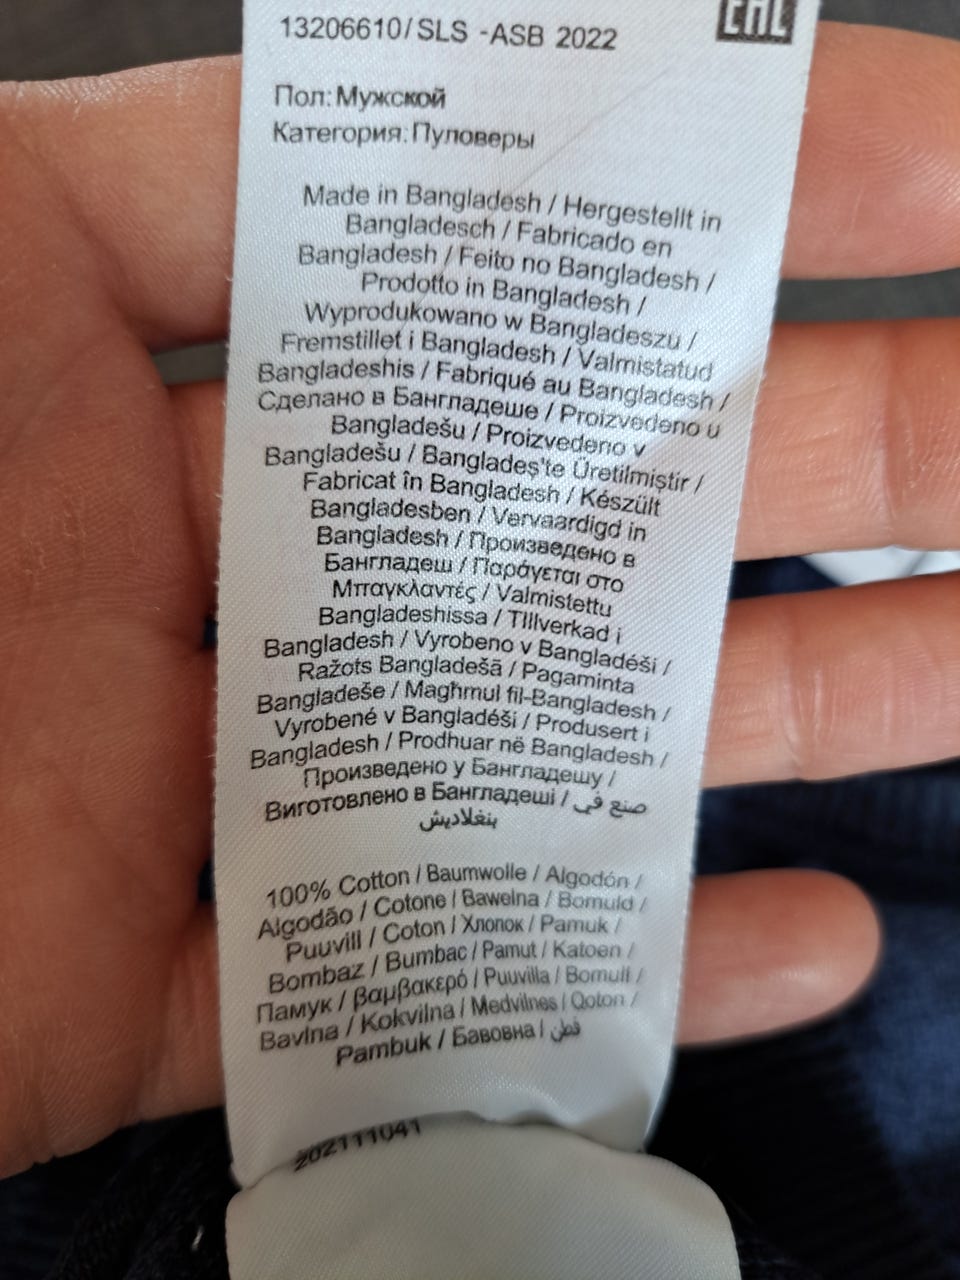 13206610/SLS -ASB 2022
EAC
Пол: Мужской
Категория: Пуловеры
Made in Bangladesh / Hergestellt in
Bangladesch / Fabricado en
Bangladesh / Feito no Bangladesh /
Prodotto in Bangladesh /
Wyprodukowano w Bangladeszu /
Fremstillet i Bangladesh / Valmistatud
Bangladeshis / Fabriqué au Bangladesh /
Сделано в Бангладеше / Proizvedeno u
Bangladešu / Proizvedeno v
Bangladešu / Bangladeş'te Üretilmistir /
Fabricat în Bangladesh / Készült
Bangladesben / Vervaardigd in
Bangladesh / Произведено в
Бангладеш / Παράγεται στο
Μπαγκλαντές / Valmistettu
Bangladeshissa / TIllverkad i
Bangladesh / Vyrobeno v Bangladéši /
Ražots Bangladešā / Pagaminta
Bangladeše / Magħmul fil-Bangladesh /
Vyrobené v Bangladéši / Produsert i
Bangladesh / Prodhuar në Bangladesh /
Произведено у Бангладешу /
Виготовлено в Бангладеші / صنع في
بنغلاديش
100% Cotton / Baumwolle / Algodón /
Algodão / Cotone / Bawełna / Bomuld /
Puuvill / Coton / Хлопок / Pamuk /
Bombaz / Bumbac / Pamut / Katoen /
Памук / βαμβακερό / Puuvilla / Bomull /
Bavlna / Kokvilna / Medvilnes / Qoton /
Pambuk / Бавовна / قطن
202111041